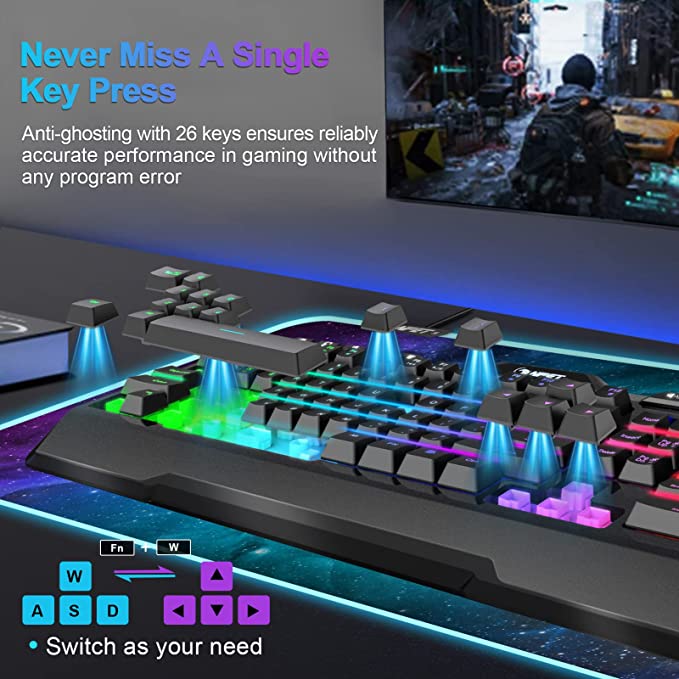 Never Miss A Single
Key Press
Anti-ghosting with 26 keys ensures reliably
accurate performance in gaming without
any program error
NPET
Fn + W
W
A S D
Switch as your need